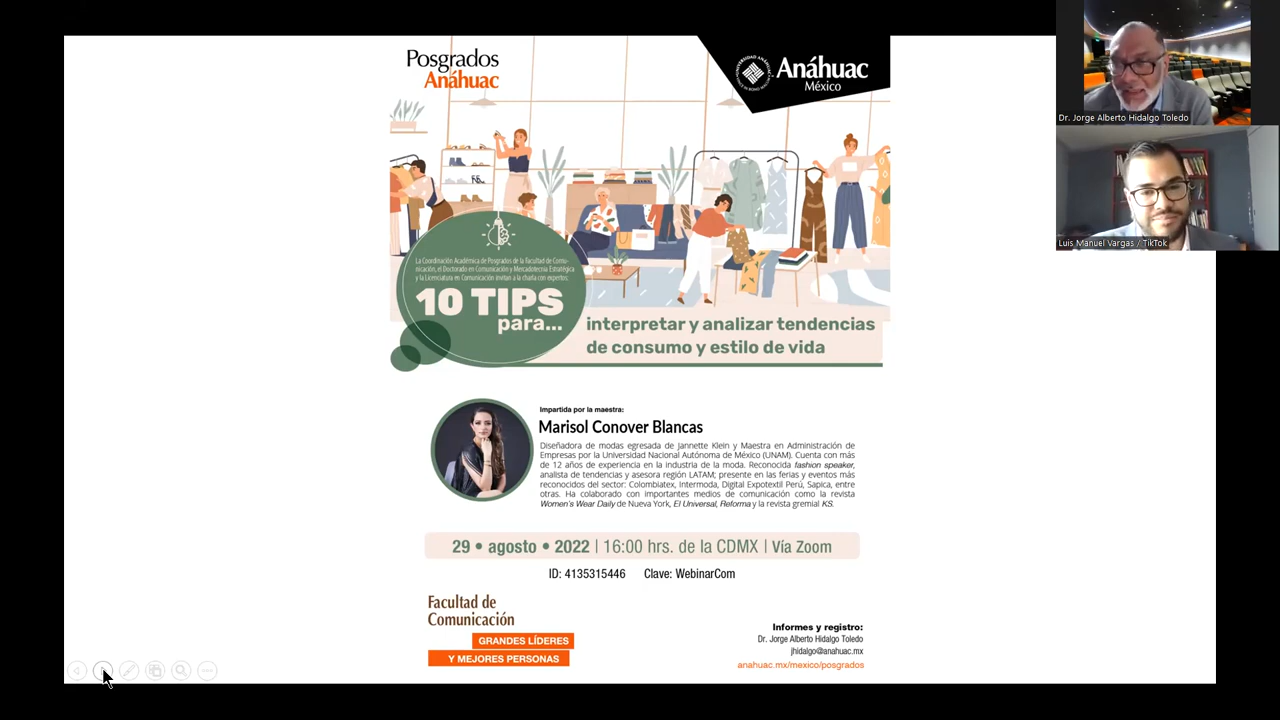 Posgrados
Anáhuac
Anáhuac
México
La Coordinación Académica de Posgrados de la Facultad de Comu-
nicación, el Doctorado en Comunicación y Mercadotecnia Estratégica
y la Licenciatura en Comunicación invitan a la charla con expertos:
10 TIPS
para...
interpretar y analizar tendencias
de consumo y estilo de vida
Impartida por la maestra:
Marisol Conover Blancas
Diseñadora de modas egresada de Jannette Klein y Maestra en Administración de
Empresas por la Universidad Nacional Autónoma de México (UNAM). Cuenta con más
de 12 años de experiencia en la industria de la moda. Reconocida fashion speaker,
analista de tendencias y asesora región LATAM; presente en las ferias y eventos más
reconocidos del sector: Colombiatex, Intermoda, Digital Expotextil Perú, Sapica, entre
otras. Ha colaborado con importantes medios de comunicación como la revista
Women's Wear Daily de Nueva York, El Universal, Reforma y la revista gremial KS.
29 • agosto • 2022 | 16:00 hrs. de la CDMX | Vía Zoom
ID: 4135315446 Clave: WebinarCom
Facultad de
Comunicación
GRANDES LÍDERES
Y MEJORES PERSONAS
Informes y registro:
Dr. Jorge Alberto Hidalgo Toledo
jhidalgo@anahuac.mx
anahuac.mx/mexico/posgrados
Dr. Jorge Alberto Hidalgo Toledo
Luis Manuel Vargas / TikTok